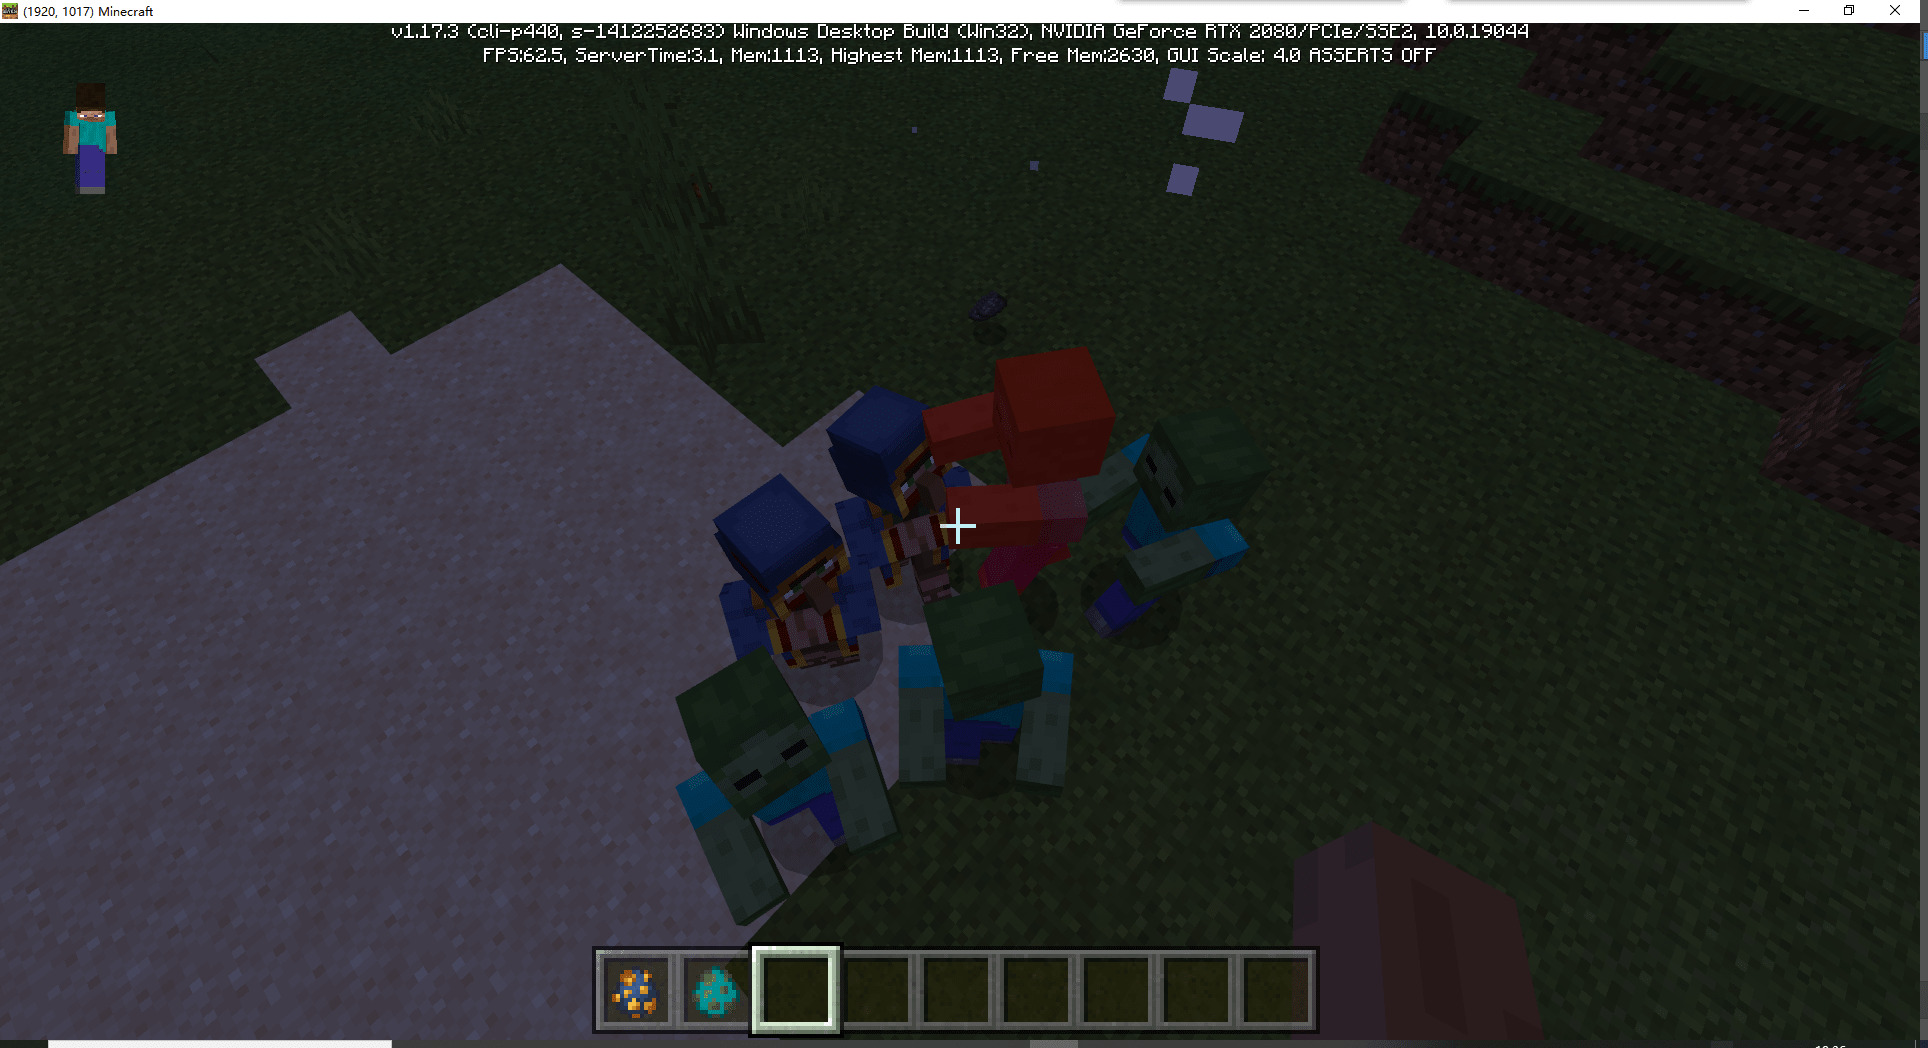 (1920, 1017) Minecraft
v1.17.3 (cli-p440, s-1412252683) Windows Desktop Build (Win32), NVIDIA GeForce RTX 2080/PCIe/SSE2, 10.0.19044
FPS:62.5, ServerTime:3.1, Mem:1113, Highest Mem:1113, Free Mem:2630, GUI Scale: 4.0 ASSERTS OFF